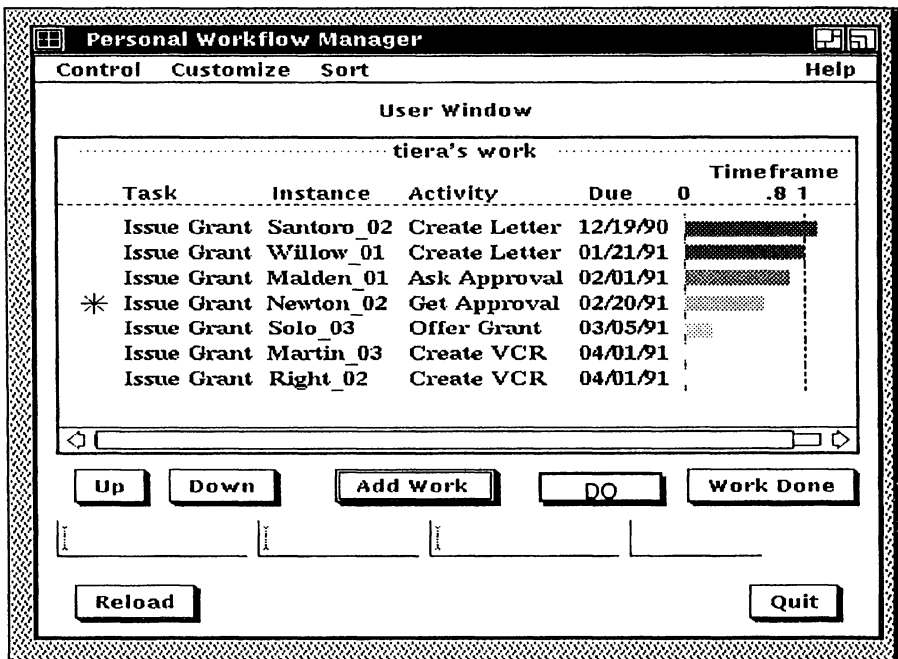 Personal Workflow Manager
Control Customize Sort Help
User Window
tiera's work
Timeframe
Task Instance Activity Due 0 .8 1
Issue Grant Santoro_02 Create Letter 12/19/90
Issue Grant Willow_01 Create Letter 01/21/91
Issue Grant Malden_01 Ask Approval 02/01/91
Issue Grant Newton_02 Get Approval 02/20/91
Issue Grant Solo_03 Offer Grant 03/05/91
Issue Grant Martin_03 Create VCR 04/01/91
Issue Grant Right_02 Create VCR 04/01/91
Up Down Add Work DO Work Done
Reload Quit